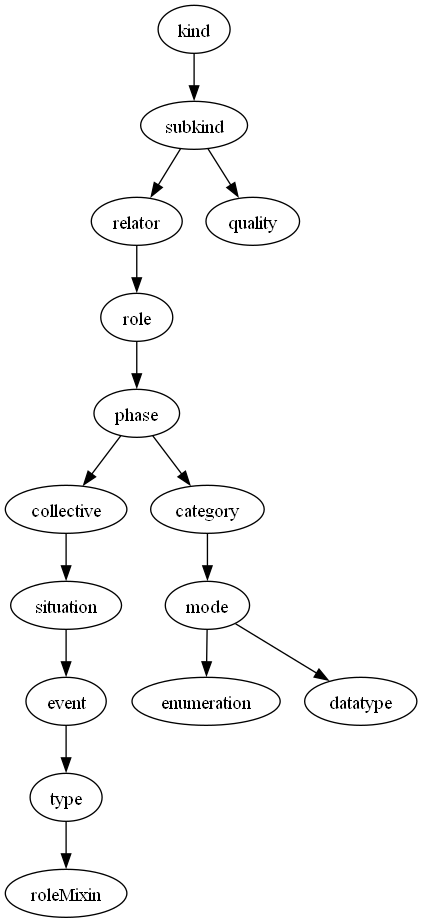 kind
subkind
relator
quality
role
phase
collective
category
situation
mode
event
enumeration
datatype
type
roleMixin